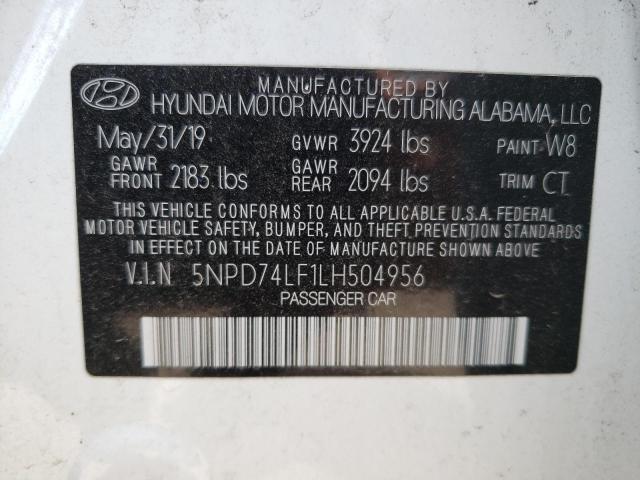 MANUFACTURED BY
HYUNDAI MOTOR MANUFACTURING ALABAMA, LLC
May/31/19 GVWR 3924 lbs PAINT W8
GAWR FRONT 2183 lbs GAWR REAR 2094 lbs TRIM CT
THIS VEHICLE CONFORMS TO ALL APPLICABLE U.S.A. FEDERAL
MOTOR VEHICLE SAFETY, BUMPER, AND THEFT PREVENTION STANDARDS
IN EFFECT ON THE DATE OF MANUFACTURE SHOWN ABOVE.
V.I.N 5NPD74LF1LH504956
PASSENGER CAR